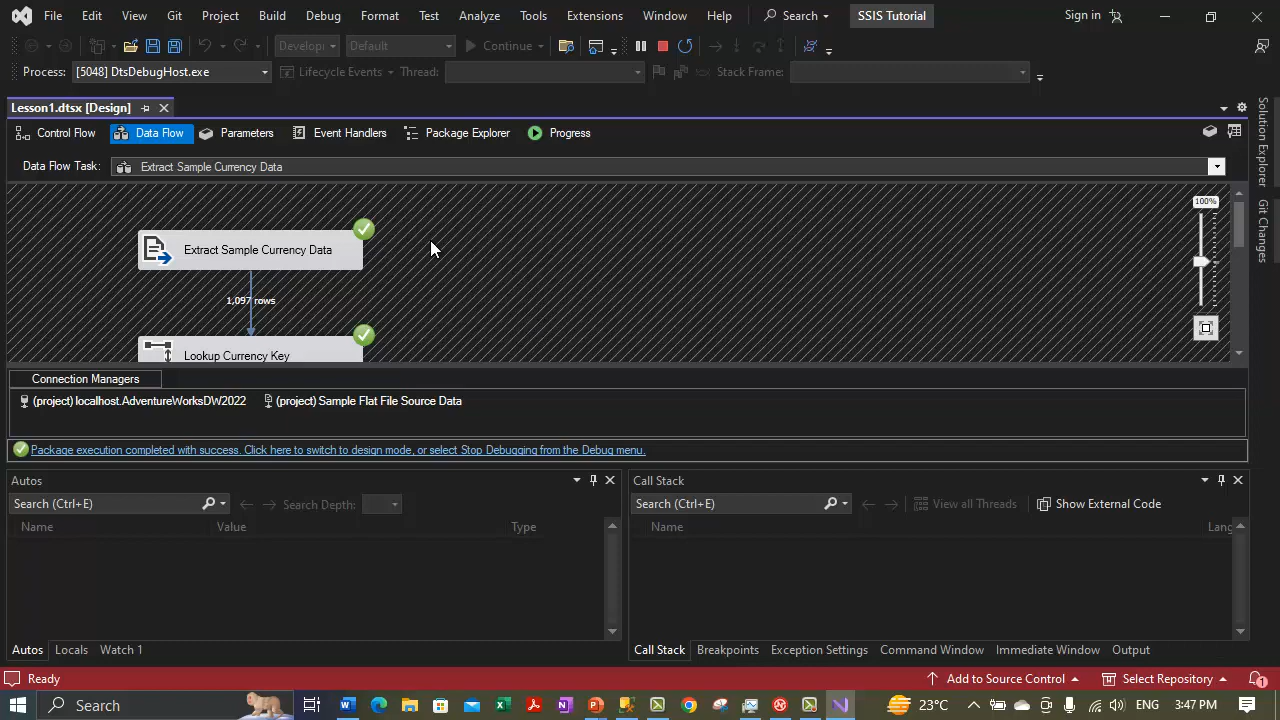 File Edit View Git Project Build Debug Format Test Analyze Tools Extensions Window Help Search SSIS Tutorial Sign in
Develop Default Continue
Process: [5048] DtsDebugHost.exe Lifecycle Events Thread: Stack Frame:
Lesson1.dtsx [Design]
Control Flow Data Flow Parameters Event Handlers Package Explorer Progress
Data Flow Task: Extract Sample Currency Data
100%
Extract Sample Currency Data
1,097 rows
Lookup Currency Key
Connection Managers
(project) localhost.AdventureWorksDW2022 (project) Sample Flat File Source Data
Package execution completed with success. Click here to switch to design mode, or select Stop Debugging from the Debug menu.
Autos Call Stack
Search (Ctrl+E) Search Depth: Search (Ctrl+E) View all Threads Show External Code
Name Value Type Name Lang
Autos Locals Watch 1 Call Stack Breakpoints Exception Settings Command Window Immediate Window Output
Ready Add to Source Control Select Repository 1
Search 23°C ENG 3:47 PM
Solution Explorer
Git Changes